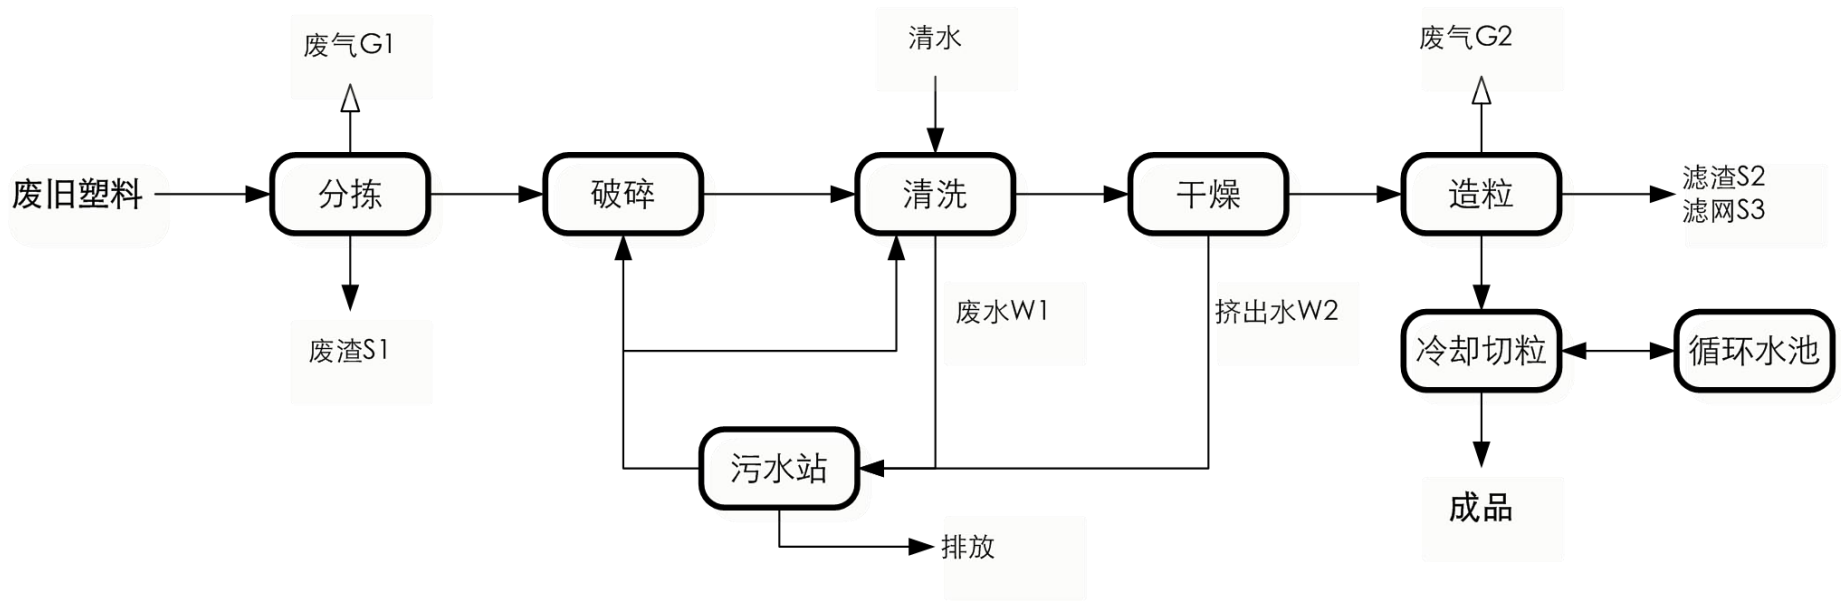 废气G1
清水
废气G2
废旧塑料
分拣
破碎
清洗
干燥
造粒
滤渣S2
滤网S3
废渣S1
废水W1
挤出水W2
冷却切粒
循环水池
污水站
成品
排放